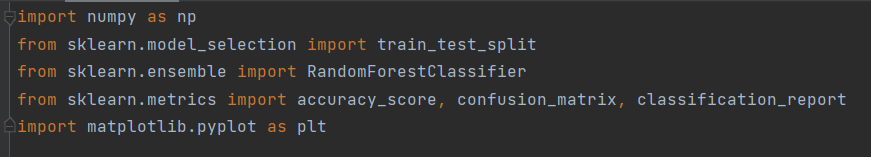 import numpy as np
from sklearn.model_selection import train_test_split
from sklearn.ensemble import RandomForestClassifier
from sklearn.metrics import accuracy_score, confusion_matrix, classification_report
import matplotlib.pyplot as plt